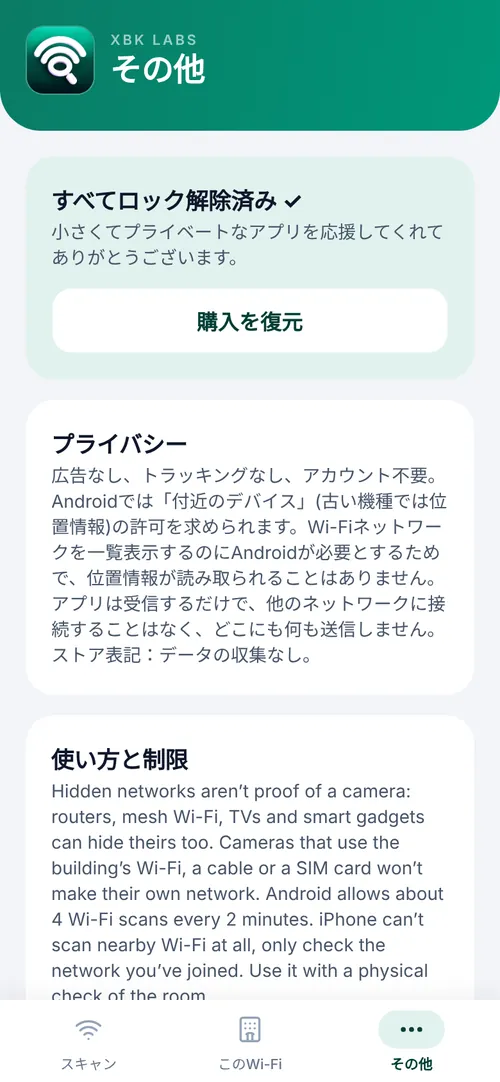 XBK LABS
その他
すべてロック解除済み ✓
小さくてプライベートなアプリを応援してくれて
ありがとうございます。
購入を復元
プライバシー
広告なし、トラッキングなし、アカウント不要。
Androidでは「付近のデバイス」(古い機種では位
置情報)の許可を求められます。Wi-Fiネットワー
クを一覧表示するのにAndroidが必要とするため
で、位置情報が読み取られることはありません。
アプリは受信するだけで、他のネットワークに接
続することはなく、どこにも何も送信しません。
ストア表記：データの収集なし。
使い方と制限
Hidden networks aren’t proof of a camera:
routers, mesh Wi-Fi, TVs and smart gadgets
can hide theirs too. Cameras that use the
building’s Wi-Fi, a cable or a SIM card won’t
make their own network. Android allows about
4 Wi-Fi scans every 2 minutes. iPhone can’t
scan nearby Wi-Fi at all, only check the
network you’ve joined. Use it with a physical
check of the room.
スキャン
このWi-Fi
その他